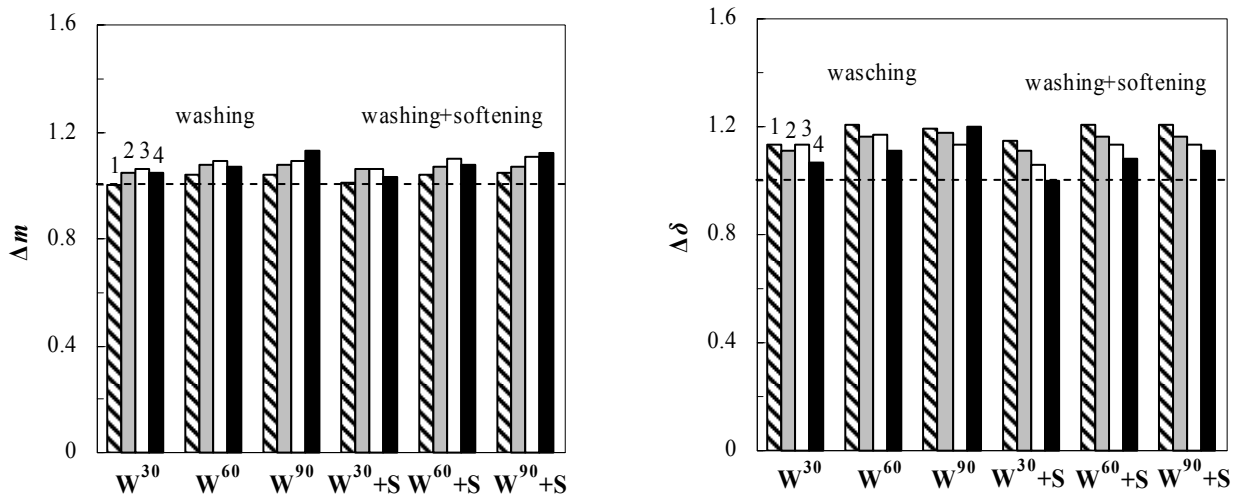 1.6
washing
washing+softening
1.2
1 2 3 4
0.8
Δm
0.4
0
W³⁰ W⁶⁰ W⁹⁰ W³⁰+S W⁶⁰+S W⁹⁰+S
1.6
wasching
washing+softening
1.2
1 2 3 4
0.8
Δδ
0.4
0
W³⁰ W⁶⁰ W⁹⁰ W³⁰+S W⁶⁰+S W⁹⁰+S